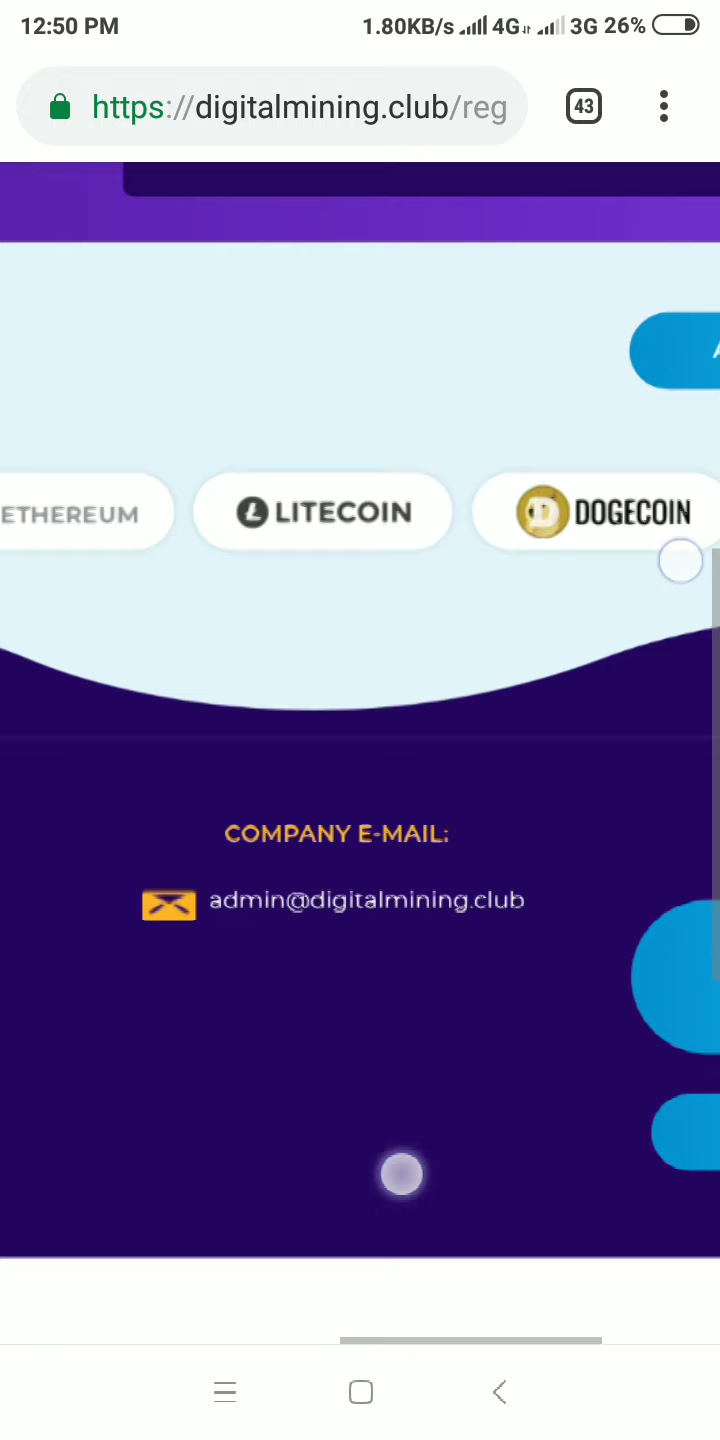 12:50 PM 1.80KB/s 4G 3G 26%
https://digitalmining.club/reg 43
A
ETHEREUM LITECOIN DOGECOIN
COMPANY E-MAIL:
admin@digitalmining.club